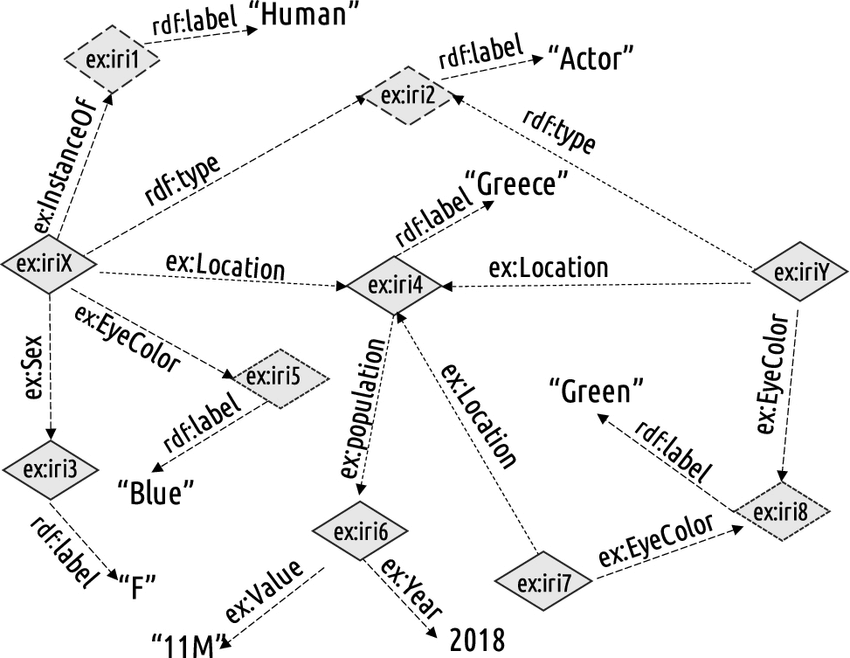 rdf:label
“Human”
ex:iri1
rdf:label
“Actor”
ex:iri2
ex:InstanceOf
rdf:type
rdf:type
“Greece”
rdf:label
ex:iriX
ex:Location
ex:iri4
ex:Location
ex:iriY
ex:EyeColor
ex:Sex
ex:iri5
ex:population
ex:Location
ex:EyeColor
“Green”
rdf:label
“Blue”
rdf:label
ex:iri3
ex:iri8
ex:iri6
ex:EyeColor
rdf:label
“F”
ex:Value
ex:Year
ex:iri7
“11M”
2018